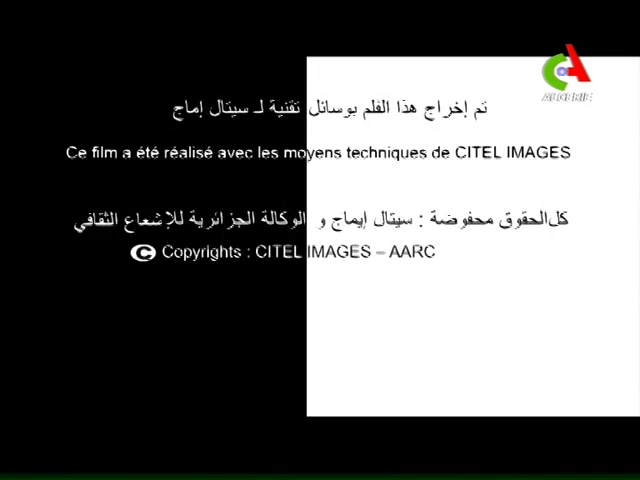 ALGERIE
تم إخراج هذا الفلم بوسائل تقنية لـ سيتال إماج
Ce film a été réalisé avec les moyens techniques de CITEL IMAGES
كل الحقوق محفوضة : سيتال إيماج و الوكالة الجزائرية للإشعاع الثقافي
© Copyrights : CITEL IMAGES – AARC